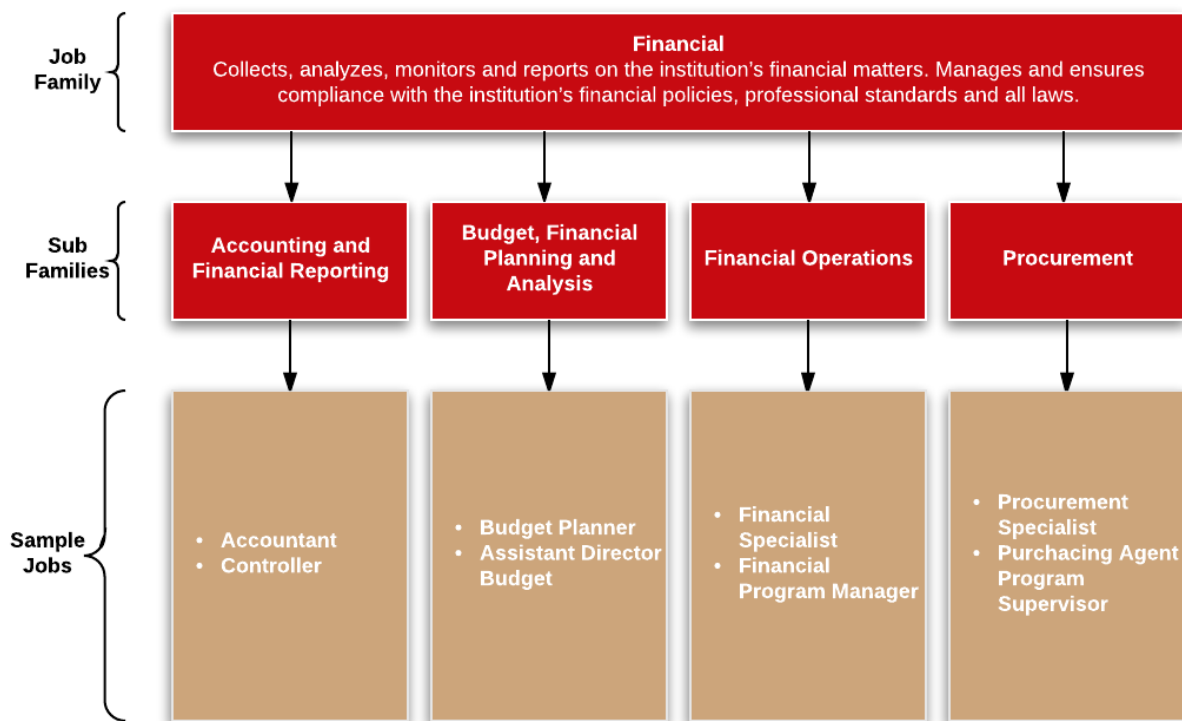 Job
Family
Financial
Collects, analyzes, monitors and reports on the institution's financial matters. Manages and ensures
compliance with the institution's financial policies, professional standards and all laws.
Sub
Families
Accounting and
Financial Reporting
Budget, Financial
Planning and
Analysis
Financial Operations
Procurement
Sample
Jobs
• Accountant
• Controller
• Budget Planner
• Assistant Director
Budget
• Financial
Specialist
• Financial
Program Manager
• Procurement
Specialist
• Purchasing Agent
Program
Supervisor